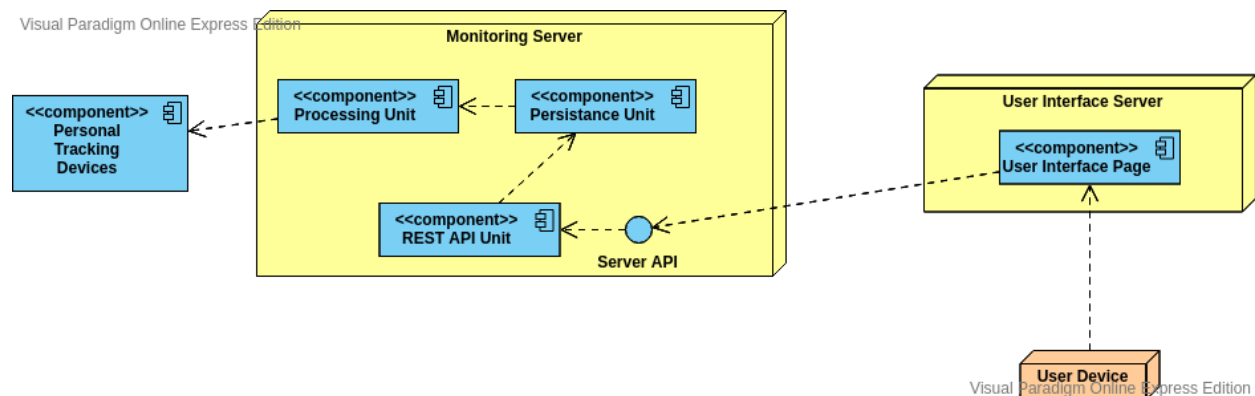 Visual Paradigm Online Express Edition
Monitoring Server
<<component>>
Processing Unit
<<component>>
Persistance Unit
<<component>>
Personal
Tracking
Devices
<<component>>
REST API Unit
Server API
User Interface Server
<<component>>
User Interface Page
User Device
Visual Paradigm Online Express Edition